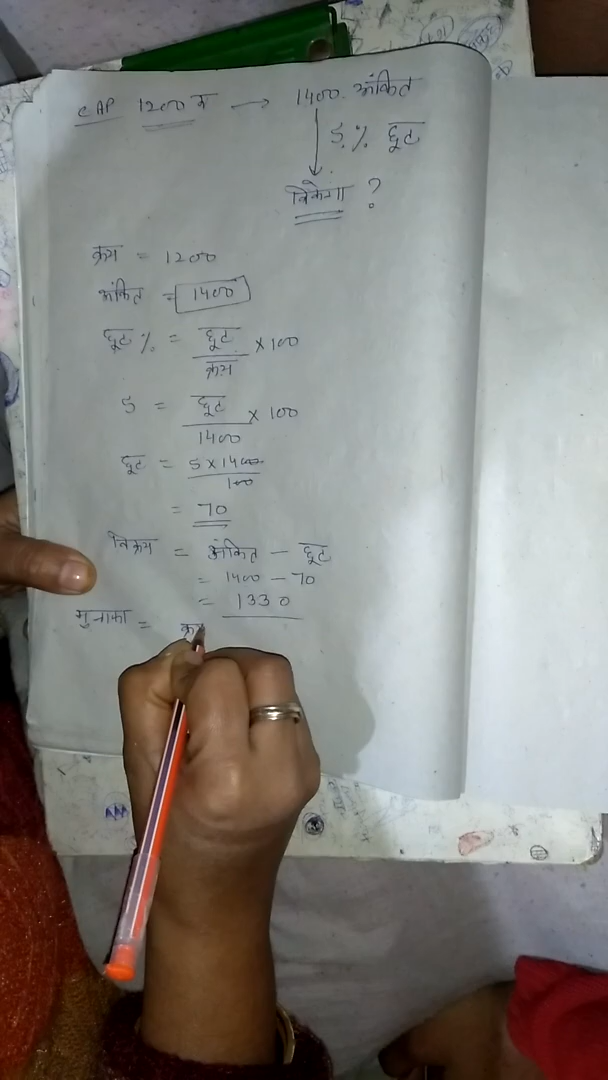 CAP 1200 रु → 1400. अंकित
5.% छूट
बिकेगा ?
क्रय = 1200
अंकित = 1400
छूट % = छूट/क्रय × 100
5 = छूट/1400 × 100
छूट = 5×1400/100
= 70
विक्रय = अंकित − छूट
= 1400 − 70
= 1330
मुनाफा = क्र